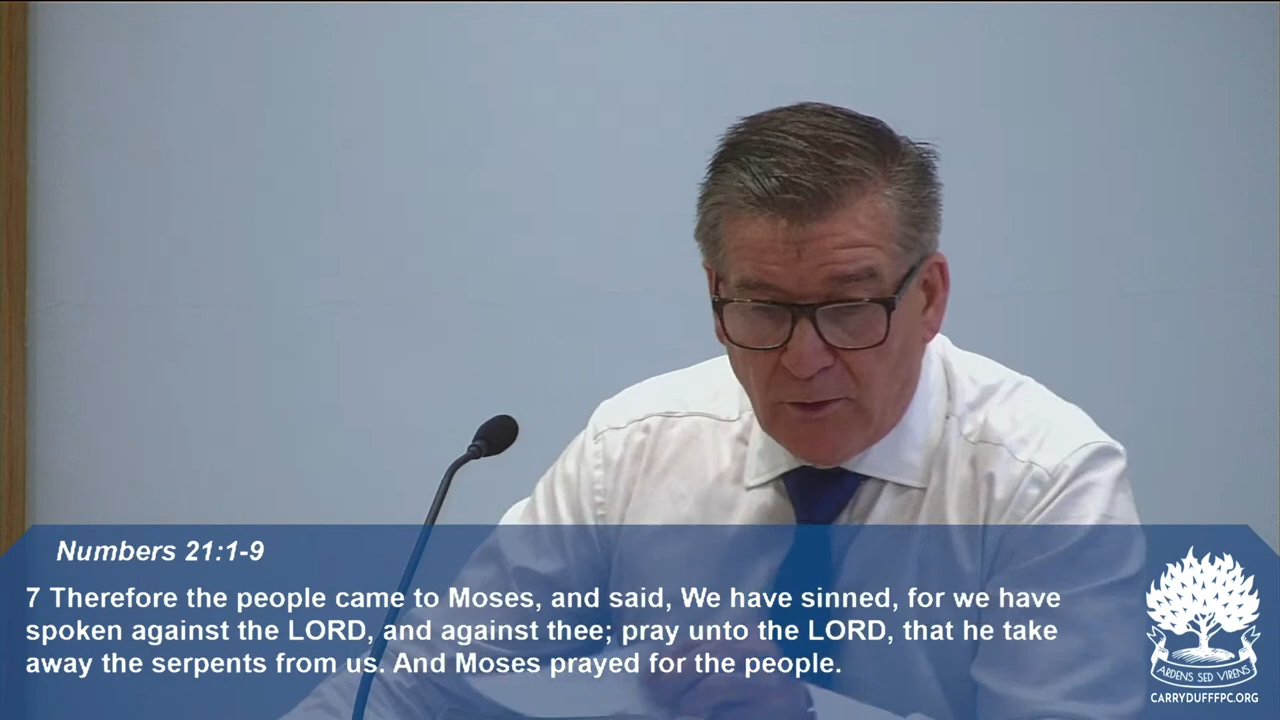 Numbers 21:1-9
7 Therefore the people came to Moses, and said, We have sinned, for we have
spoken against the LORD, and against thee; pray unto the LORD, that he take
away the serpents from us. And Moses prayed for the people.
ARDENS SED VIRENS
CARRYDUFFFPC.ORG